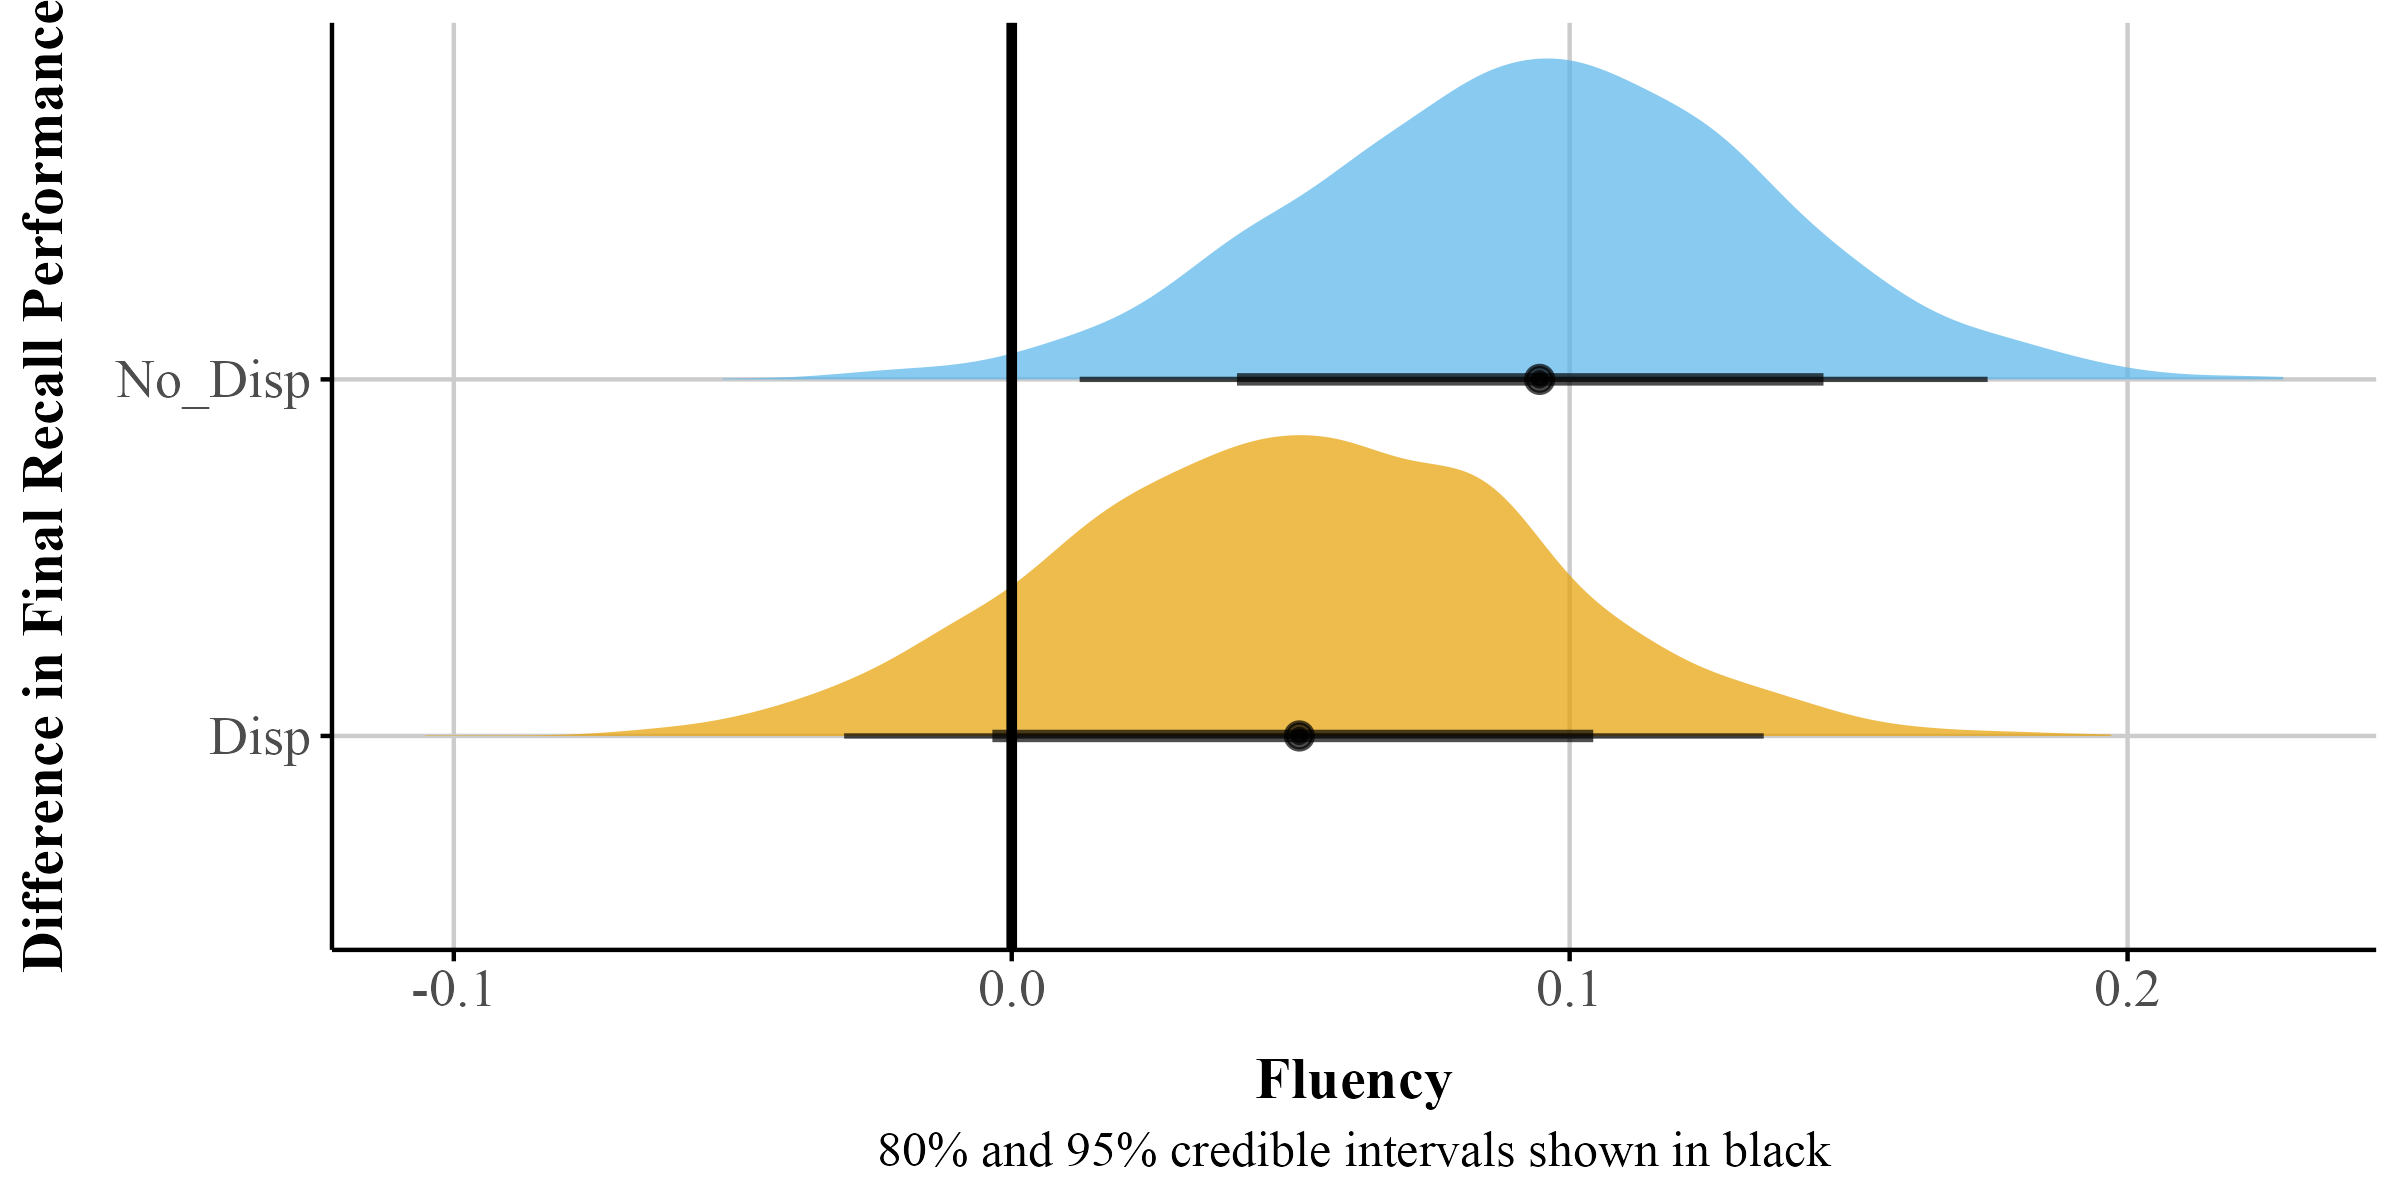 Difference in Final Recall Performance
No_Disp
Disp
-0.1
0.0
0.1
0.2
Fluency
80% and 95% credible intervals shown in black